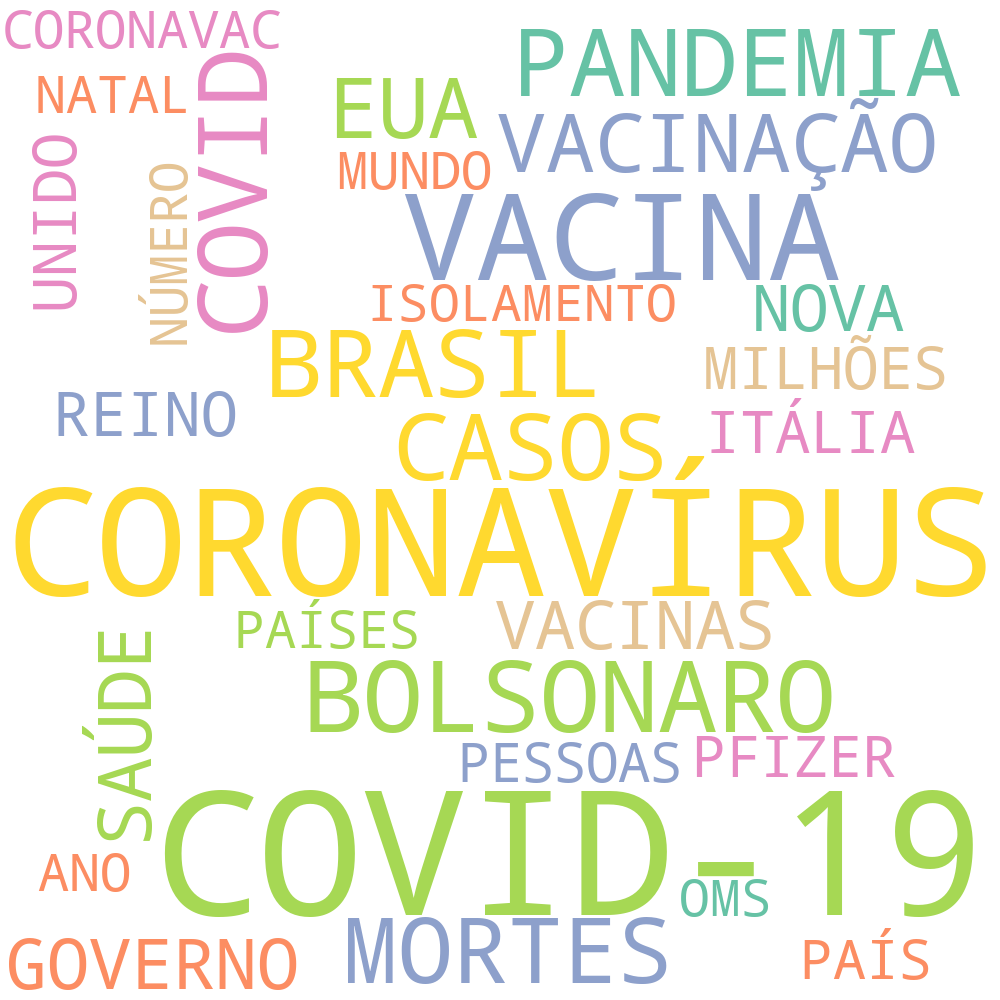 CORONAVAC
PANDEMIA
NATAL
COVID
EUA
VACINAÇÃO
MUNDO
UNIDO
NÚMERO
VACINA
ISOLAMENTO
NOVA
BRASIL
MILHÕES
REINO
CASOS
ITÁLIA
CORONAVÍRUS
PAÍSES
VACINAS
SAÚDE
BOLSONARO
PESSOAS
PFIZER
COVID-19
ANO
OMS
MORTES
GOVERNO
PAÍS